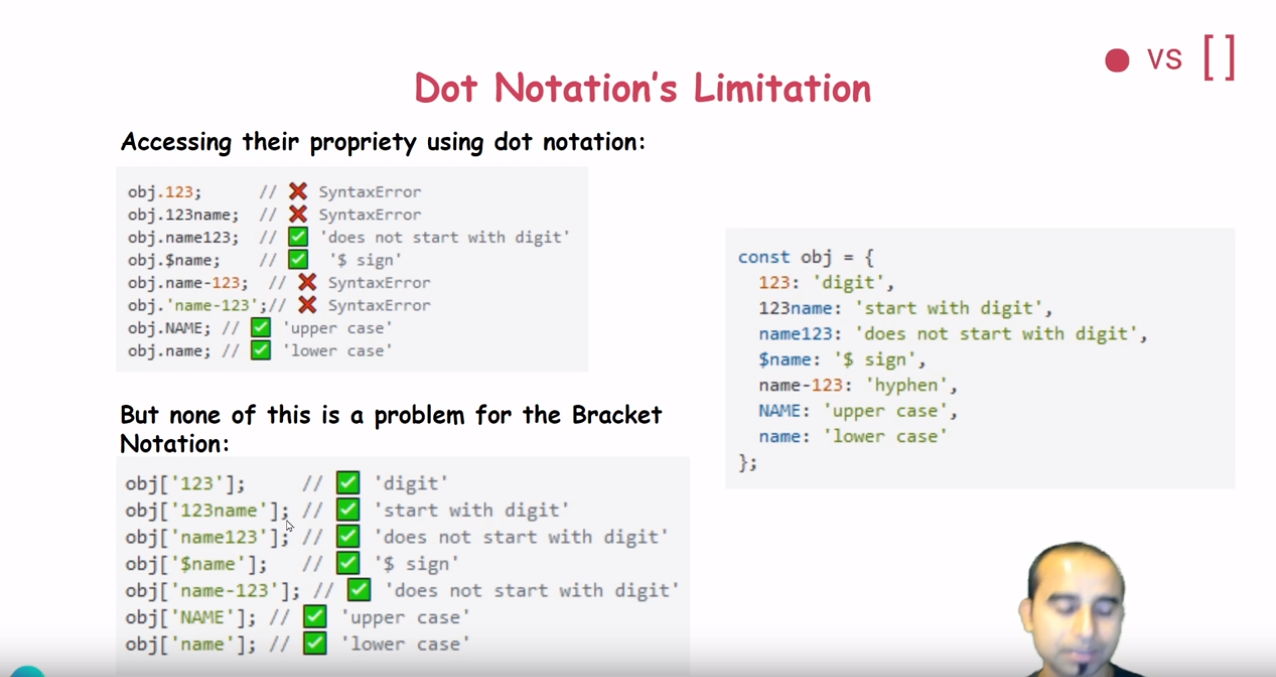 ● vs []
Dot Notation's Limitation
Accessing their propriety using dot notation:
obj.123; // ❌ SyntaxError
obj.123name; // ❌ SyntaxError
obj.name123; // ✅ 'does not start with digit'
obj.$name; // ✅ '$ sign'
obj.name-123; // ❌ SyntaxError
obj.'name-123';// ❌ SyntaxError
obj.NAME; // ✅ 'upper case'
obj.name; // ✅ 'lower case'
But none of this is a problem for the Bracket
Notation:
obj['123']; // ✅ 'digit'
obj['123name']; // ✅ 'start with digit'
obj['name123']; // ✅ 'does not start with digit'
obj['$name']; // ✅ '$ sign'
obj['name-123']; // ✅ 'does not start with digit'
obj['NAME']; // ✅ 'upper case'
obj['name']; // ✅ 'lower case'
const obj = {
123: 'digit',
123name: 'start with digit',
name123: 'does not start with digit',
$name: '$ sign',
name-123: 'hyphen',
NAME: 'upper case',
name: 'lower case'
};